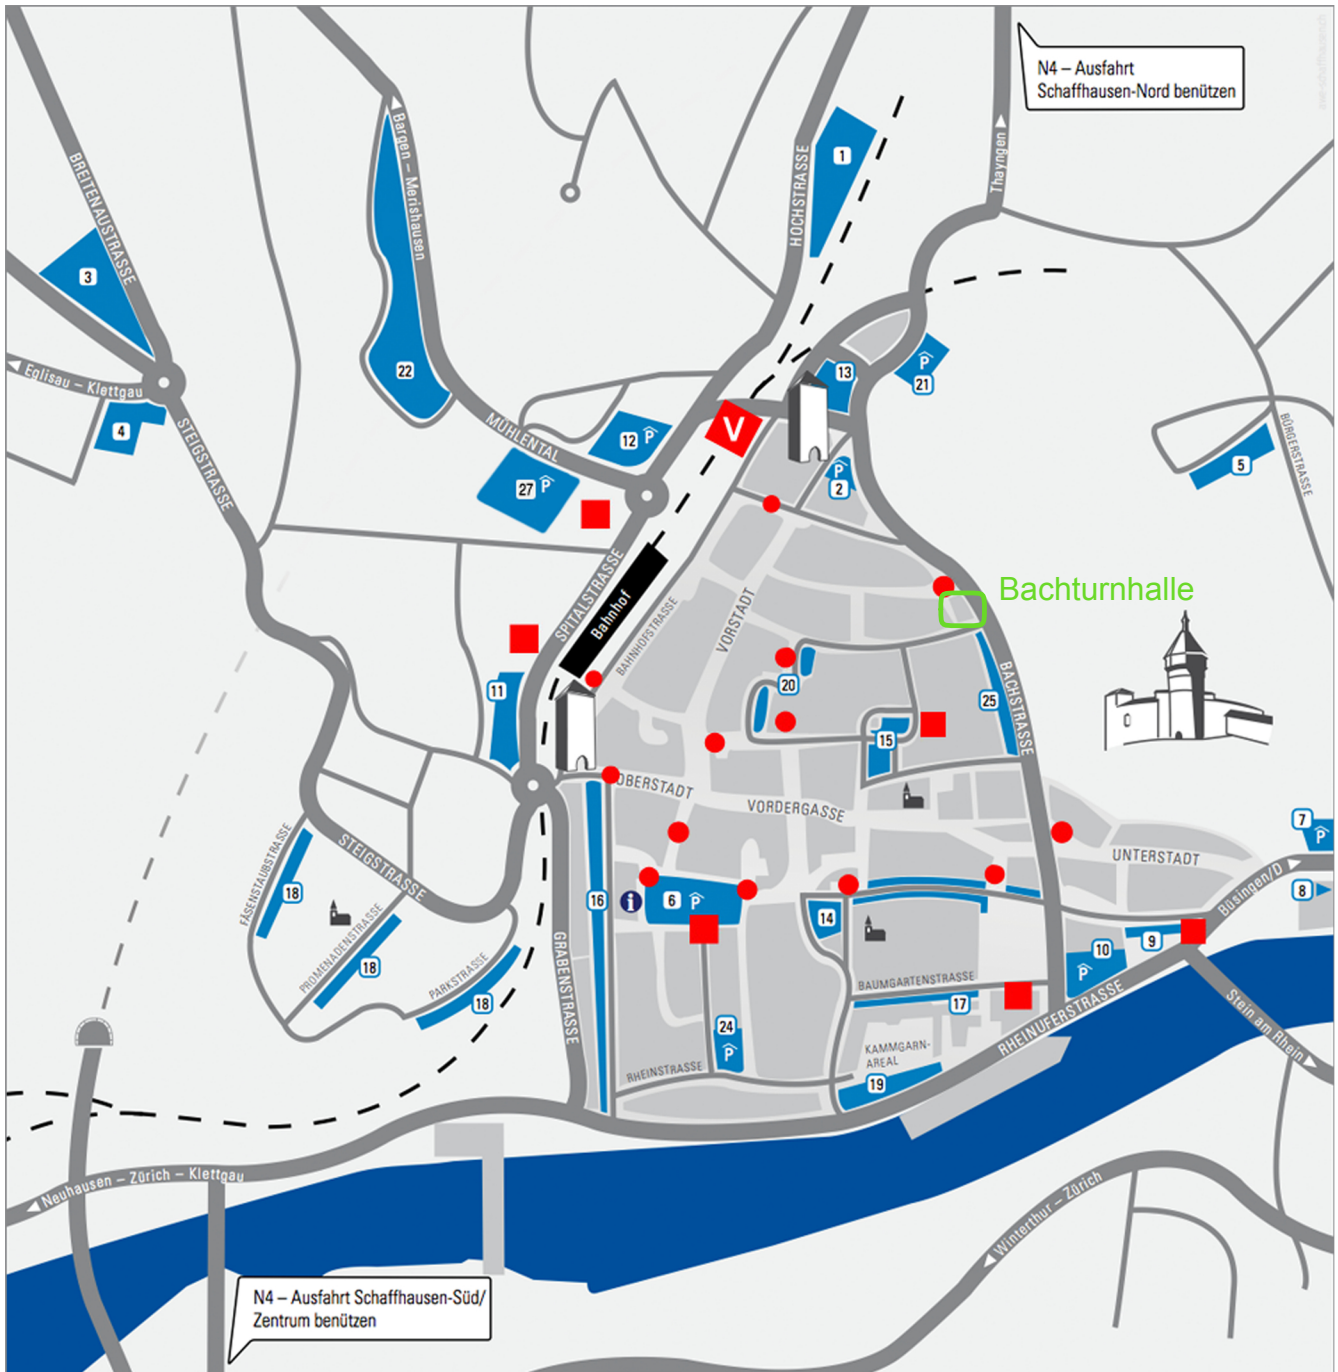 N4 – Ausfahrt
Schaffhausen-Nord benützen
BREITENAUSTRASSE
Bargen – Merishausen
HOCHSTRASSE
1
Thayngen
3
Eglisau – Klettgau
22
13
P
21
4
STEIGSTRASSE
MÜHLENTAL
12 P
V
P
2
BÜRGERSTRASSE
5
27 P
SPITALSTRASSE
Bahnhof
BAHNHOFSTRASSE
VORSTADT
Bachturnhalle
11
20
25
BACHSTRASSE
15
OBERSTADT
VORDERGASSE
7
P
UNTERSTADT
FÄSENSTAUBSTRASSE
18
STEIGSTRASSE
PROMENADENSTRASSE
18
PARKSTRASSE
18
16
i
6 P
14
Büsingen/D
8
9
10
P
GRABENSTRASSE
BAUMGARTENSTRASSE
17
24
P
RHEINSTRASSE
KAMMGARN-
AREAL
19
RHEINUFERSTRASSE
Stein am Rhein
Neuhausen – Zürich – Klettgau
Winterthur – Zürich
N4 – Ausfahrt Schaffhausen-Süd/
Zentrum benützen